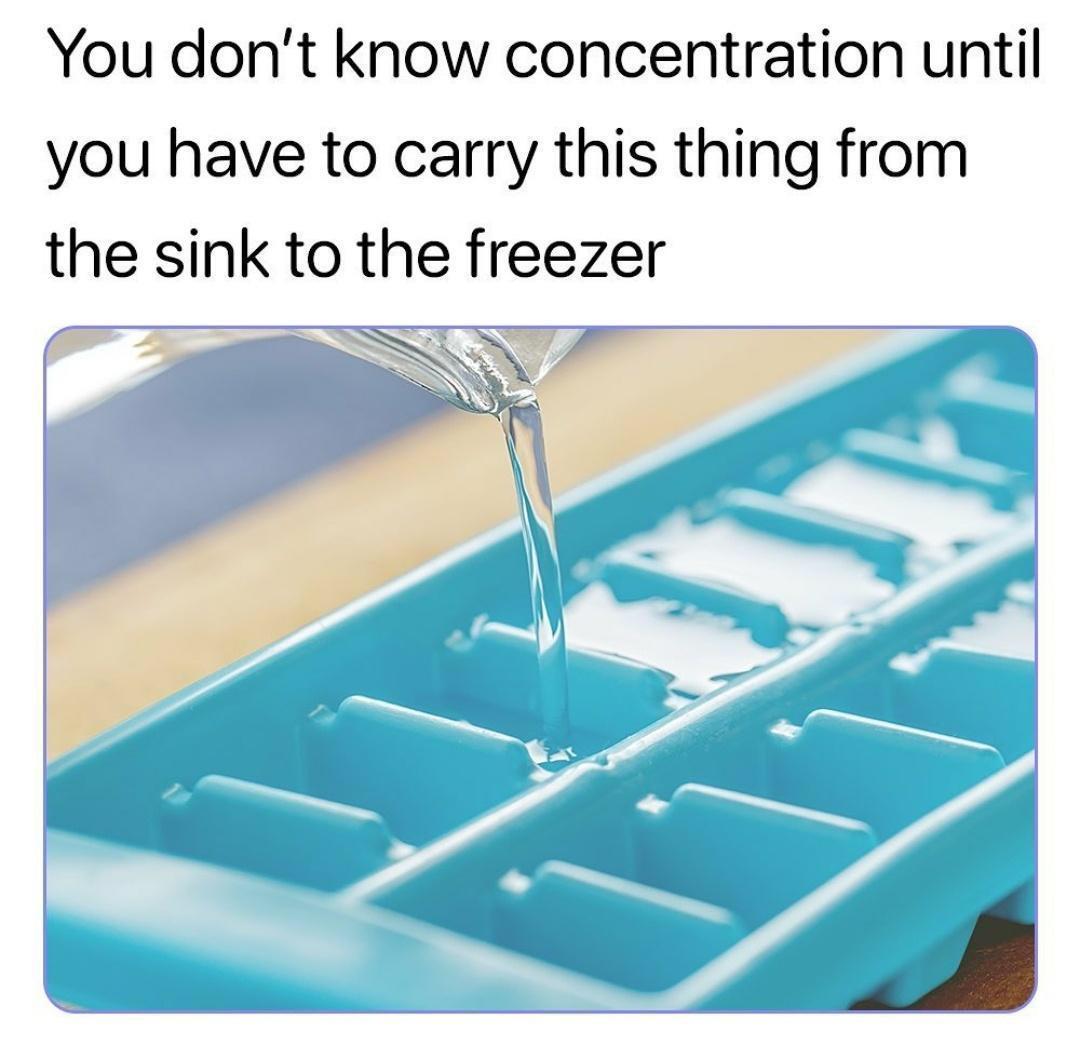 You don’t know concentration until
you have to carry this thing from
the sink to the freezer